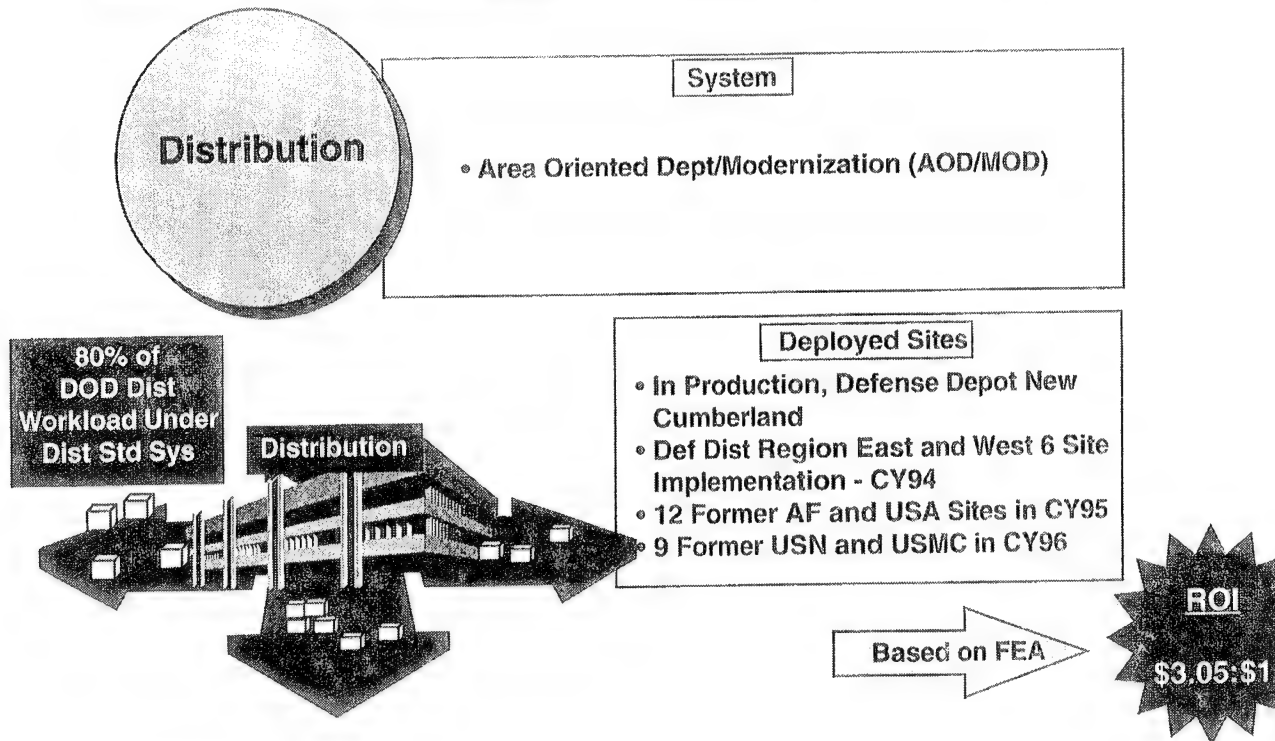 Distribution
System
• Area Oriented Dept/Modernization (AOD/MOD)
80% of
DOD Dist
Workload Under
Dist Std Sys
Distribution
Deployed Sites
• In Production, Defense Depot New
Cumberland
• Def Dist Region East and West 6 Site
Implementation - CY94
• 12 Former AF and USA Sites in CY95
• 9 Former USN and USMC in CY96
Based on FEA
ROI
$3.05:$1